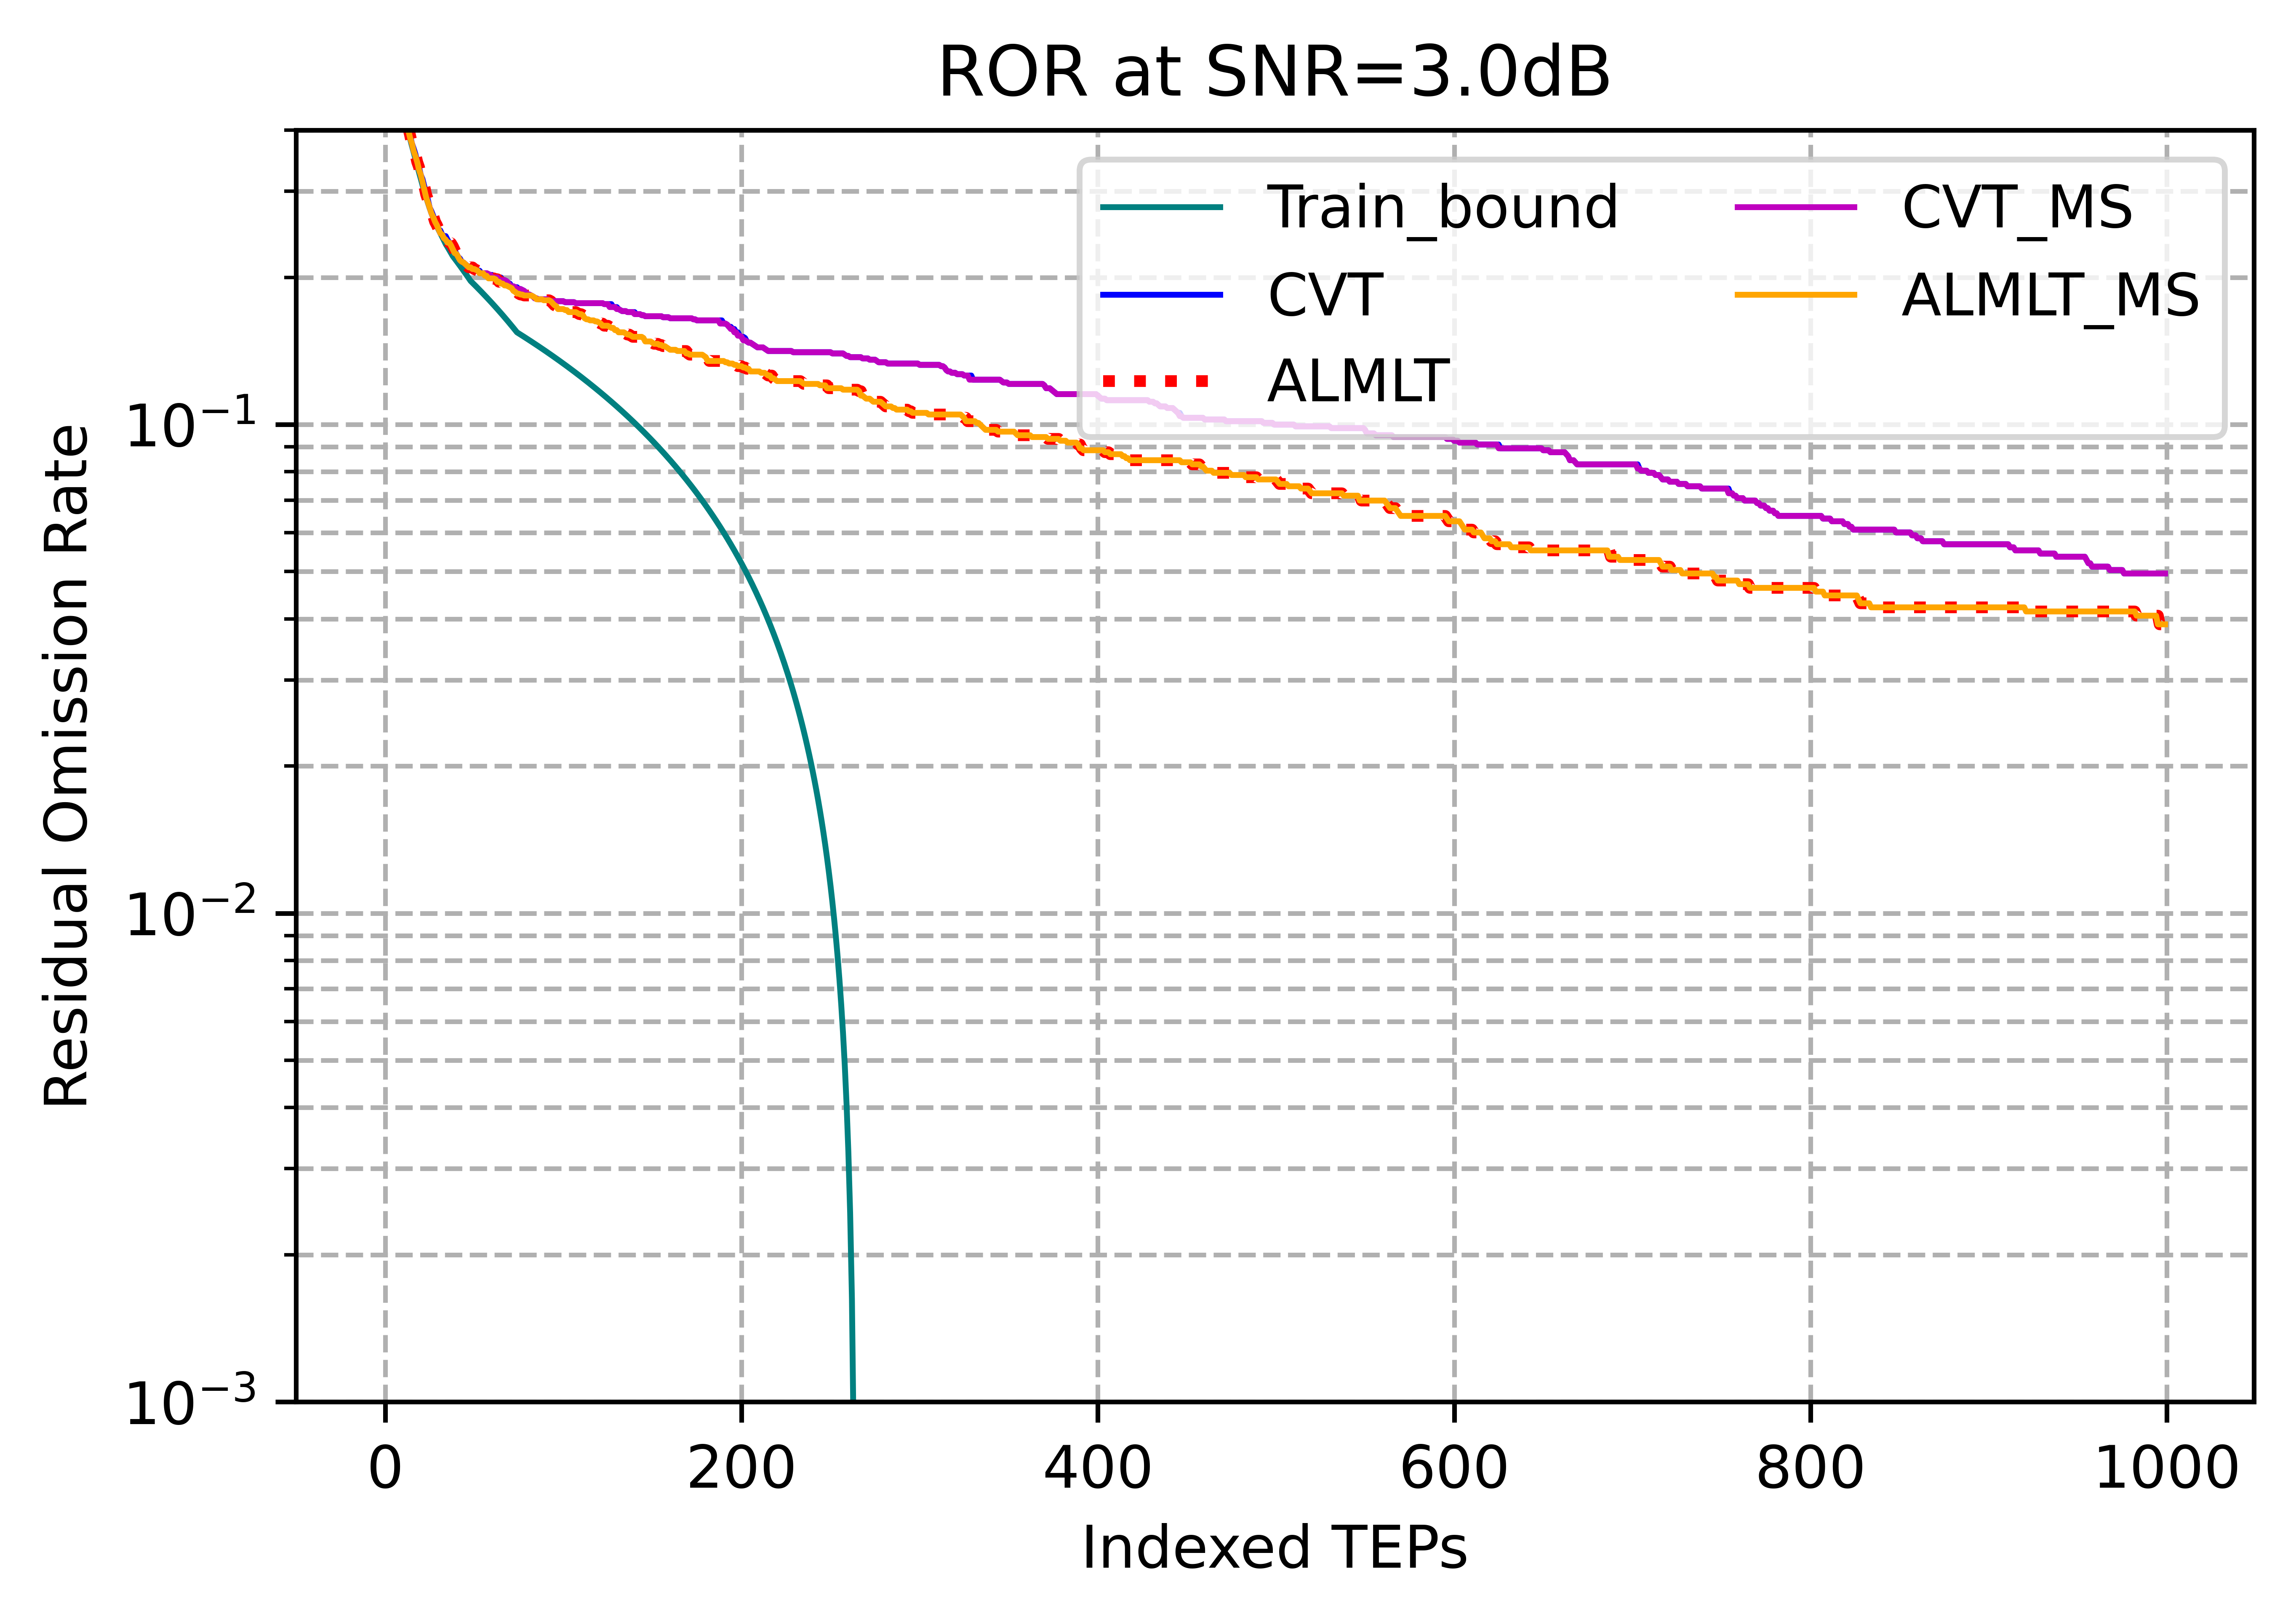 ROR at SNR=3.0dB
Train_bound
CVT
ALMLT
CVT_MS
ALMLT_MS
Residual Omission Rate
10⁻¹
10⁻²
10⁻³
0 200 400 600 800 1000
Indexed TEPs